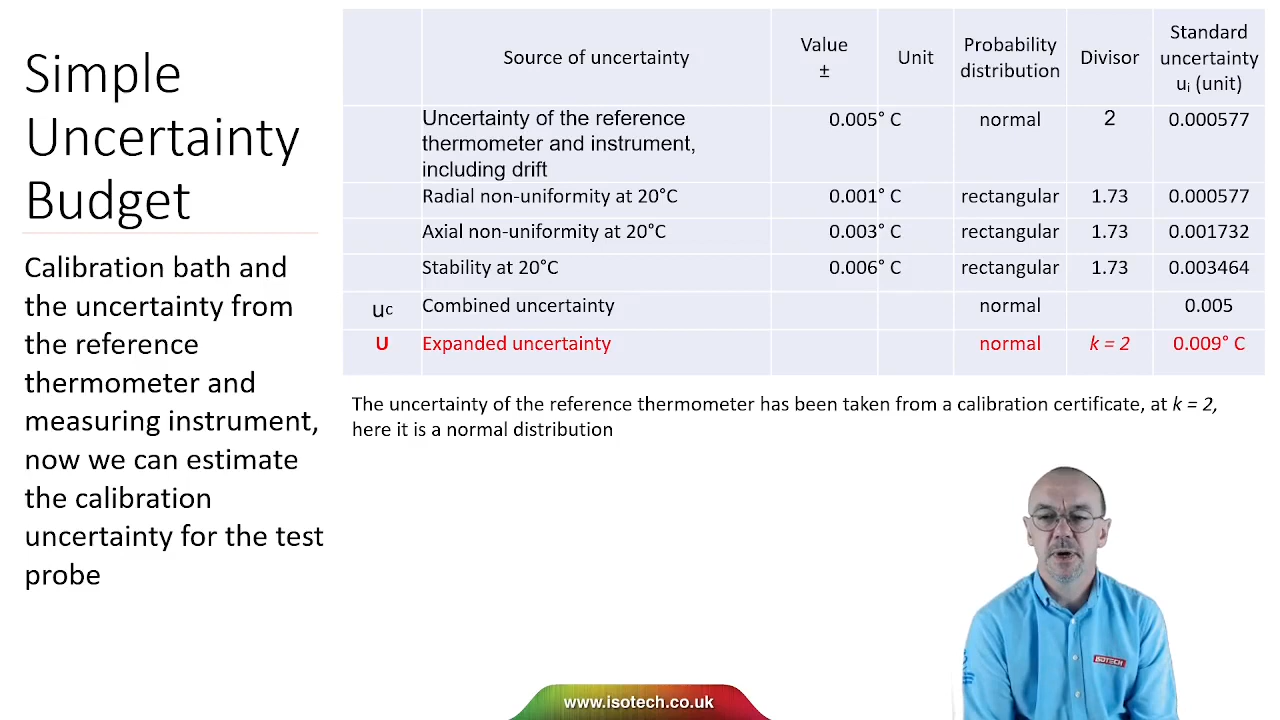 Simple
Uncertainty
Budget
Calibration bath and
the uncertainty from
the reference
thermometer and
measuring instrument,
now we can estimate
the calibration
uncertainty for the test
probe
Source of uncertainty Value ± Unit Probability distribution Divisor Standard uncertainty uᵢ (unit)
Uncertainty of the reference thermometer and instrument, including drift 0.005° C normal 2 0.000577
Radial non-uniformity at 20°C 0.001° C rectangular 1.73 0.000577
Axial non-uniformity at 20°C 0.003° C rectangular 1.73 0.001732
Stability at 20°C 0.006° C rectangular 1.73 0.003464
uc Combined uncertainty normal 0.005
U Expanded uncertainty normal k = 2 0.009° C
The uncertainty of the reference thermometer has been taken from a calibration certificate, at k = 2,
here it is a normal distribution
ISOTECH
www.isotech.co.uk